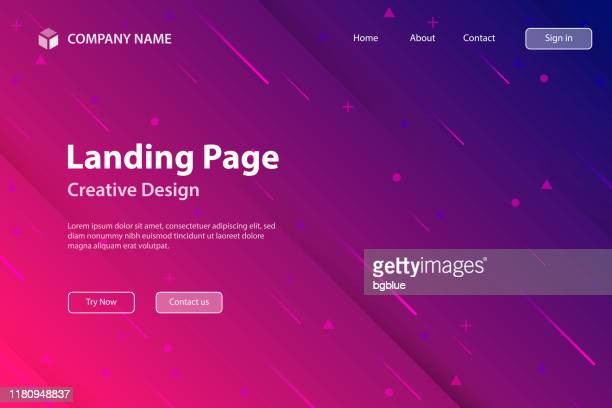 COMPANY NAME
Home About Contact Sign in
Landing Page
Creative Design
Lorem ipsum dolor sit amet, consectetuer adipiscing
elit, sed diam nonummy nibh euismod tincidunt ut
laoreet dolore magna aliquam erat volutpat.
Try Now Contact us
gettyimages®
bgblue
1180948837